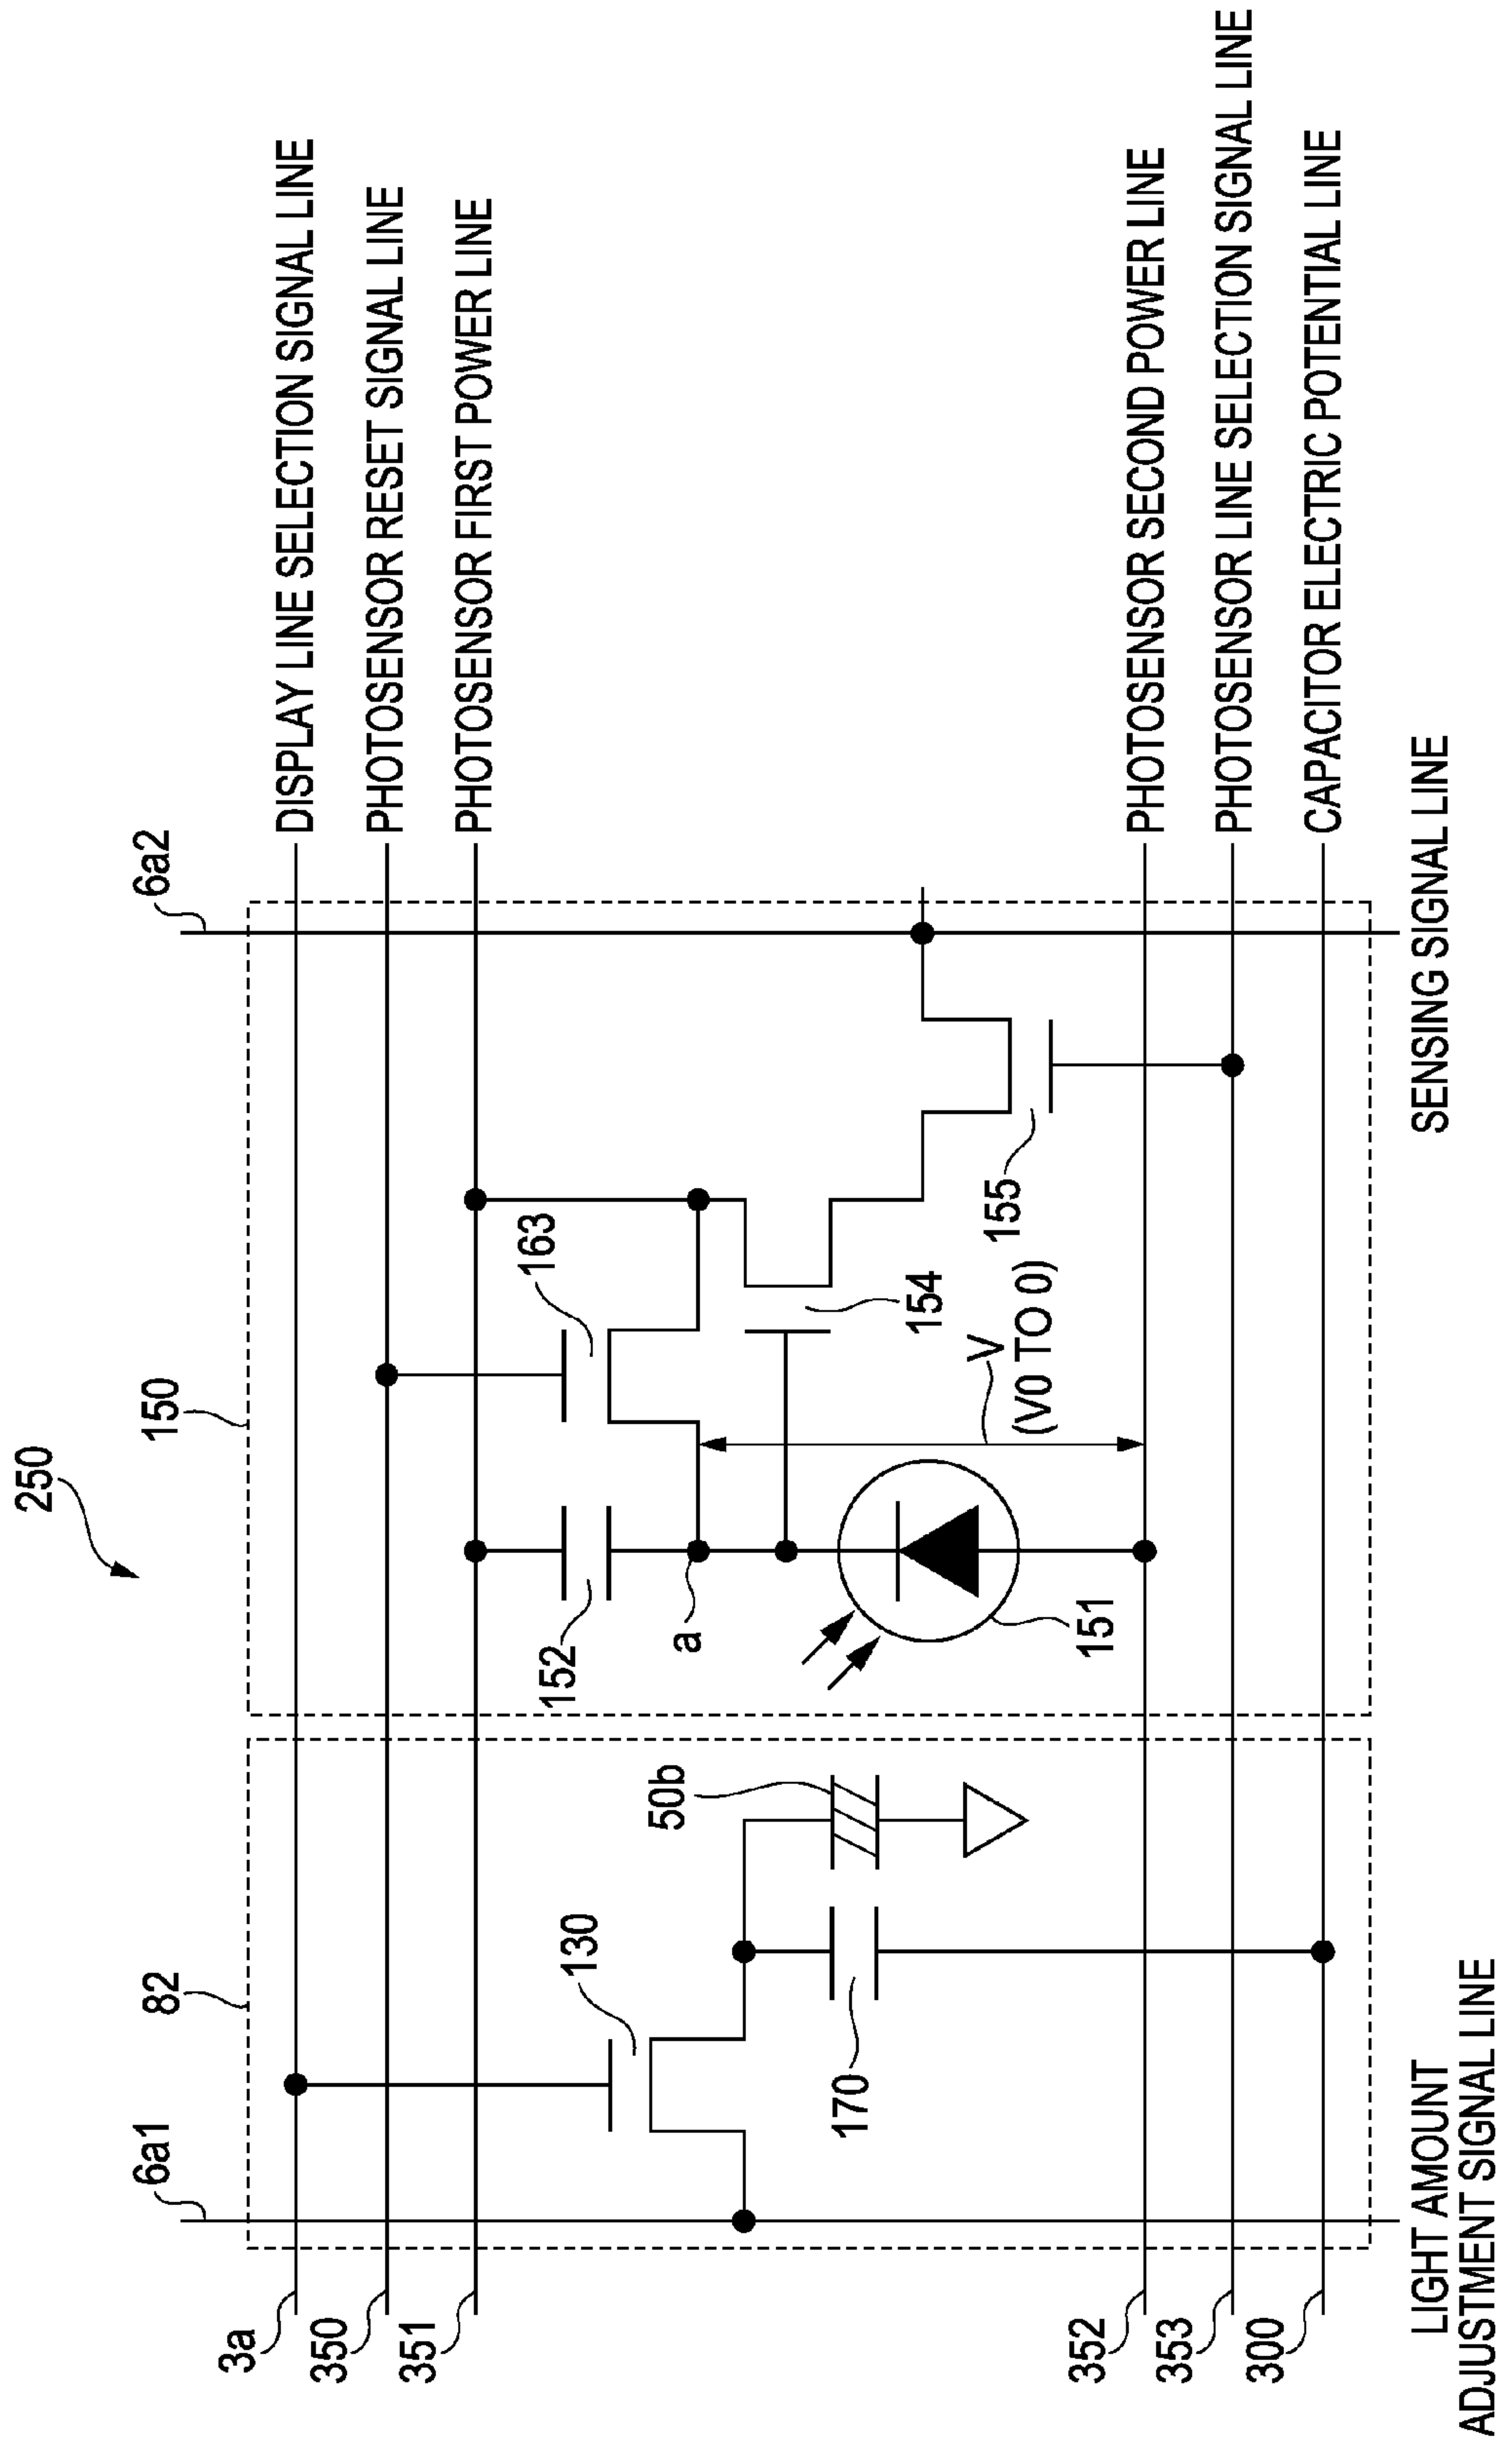 250
82
150
6a1
6a2
3a
DISPLAY LINE SELECTION SIGNAL LINE
350
PHOTOSENSOR RESET SIGNAL LINE
351
PHOTOSENSOR FIRST POWER LINE
130
152
163
50b
a
170
151
154
155
V
(V0 TO 0)
352
PHOTOSENSOR SECOND POWER LINE
353
PHOTOSENSOR LINE SELECTION SIGNAL LINE
300
CAPACITOR ELECTRIC POTENTIAL LINE
LIGHT AMOUNT
ADJUSTMENT SIGNAL LINE
SENSING SIGNAL LINE